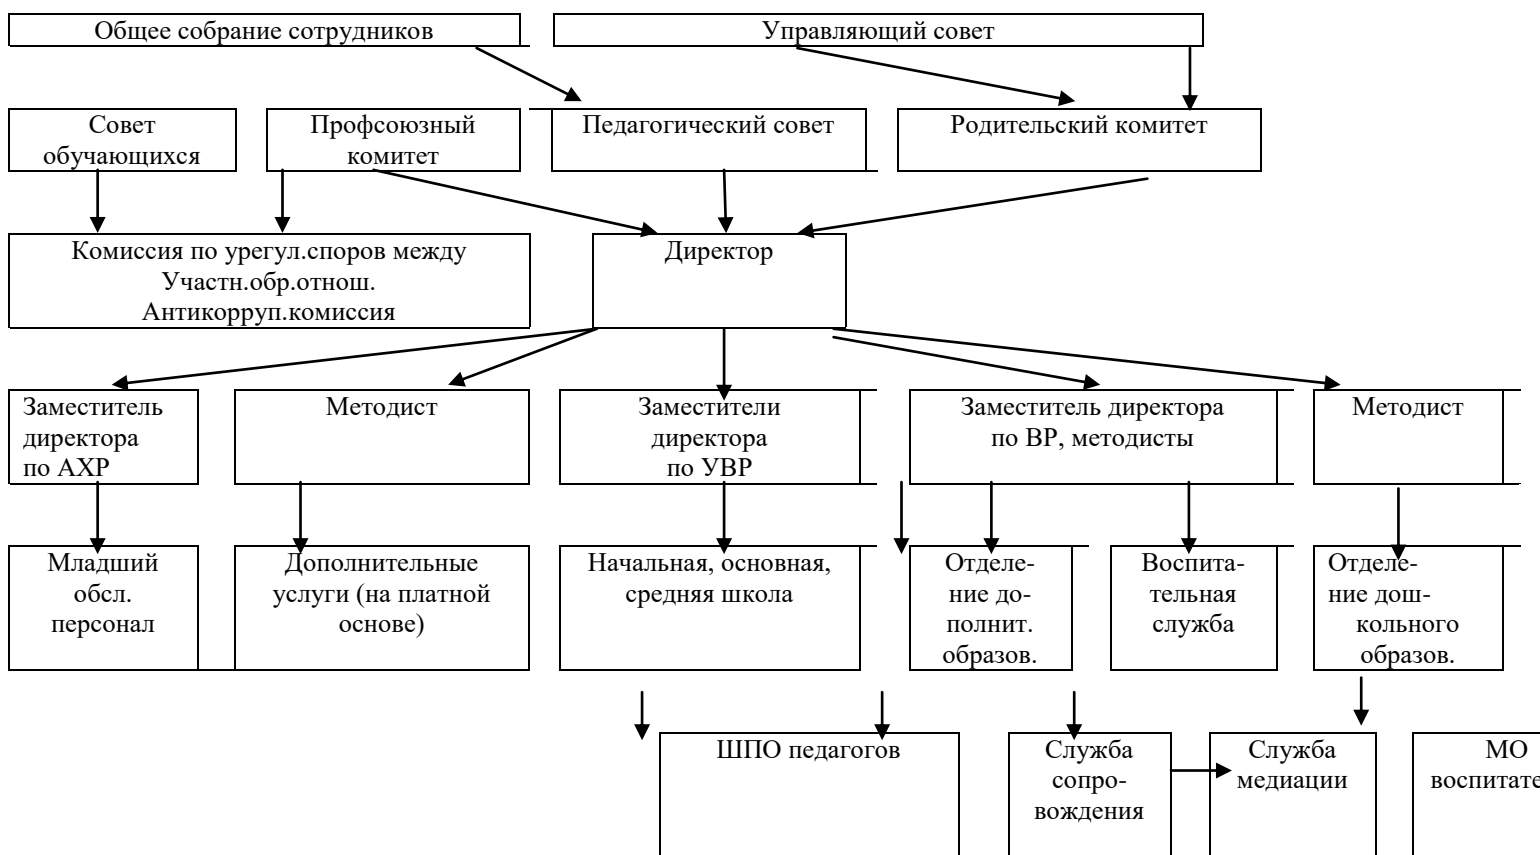 Общее собрание сотрудников
Управляющий совет
Совет
обучающихся
Профсоюзный
комитет
Педагогический совет
Родительский комитет
Комиссия по урегул.споров между
Участн.обр.отнош.
Антикорруп.комиссия
Директор
Заместитель
директора
по АХР
Методист
Заместители
директора
по УВР
Заместитель директора
по ВР, методисты
Методист
Младший
обсл.
персонал
Дополнительные
услуги (на платной
основе)
Начальная, основная,
средняя школа
Отделе-
ние до-
полнит.
образов.
Воспита-
тельная
служба
Отделе-
ние дош-
кольного
образов.
ШПО педагогов
Служба
сопро-
вождения
Служба
медиации
МО